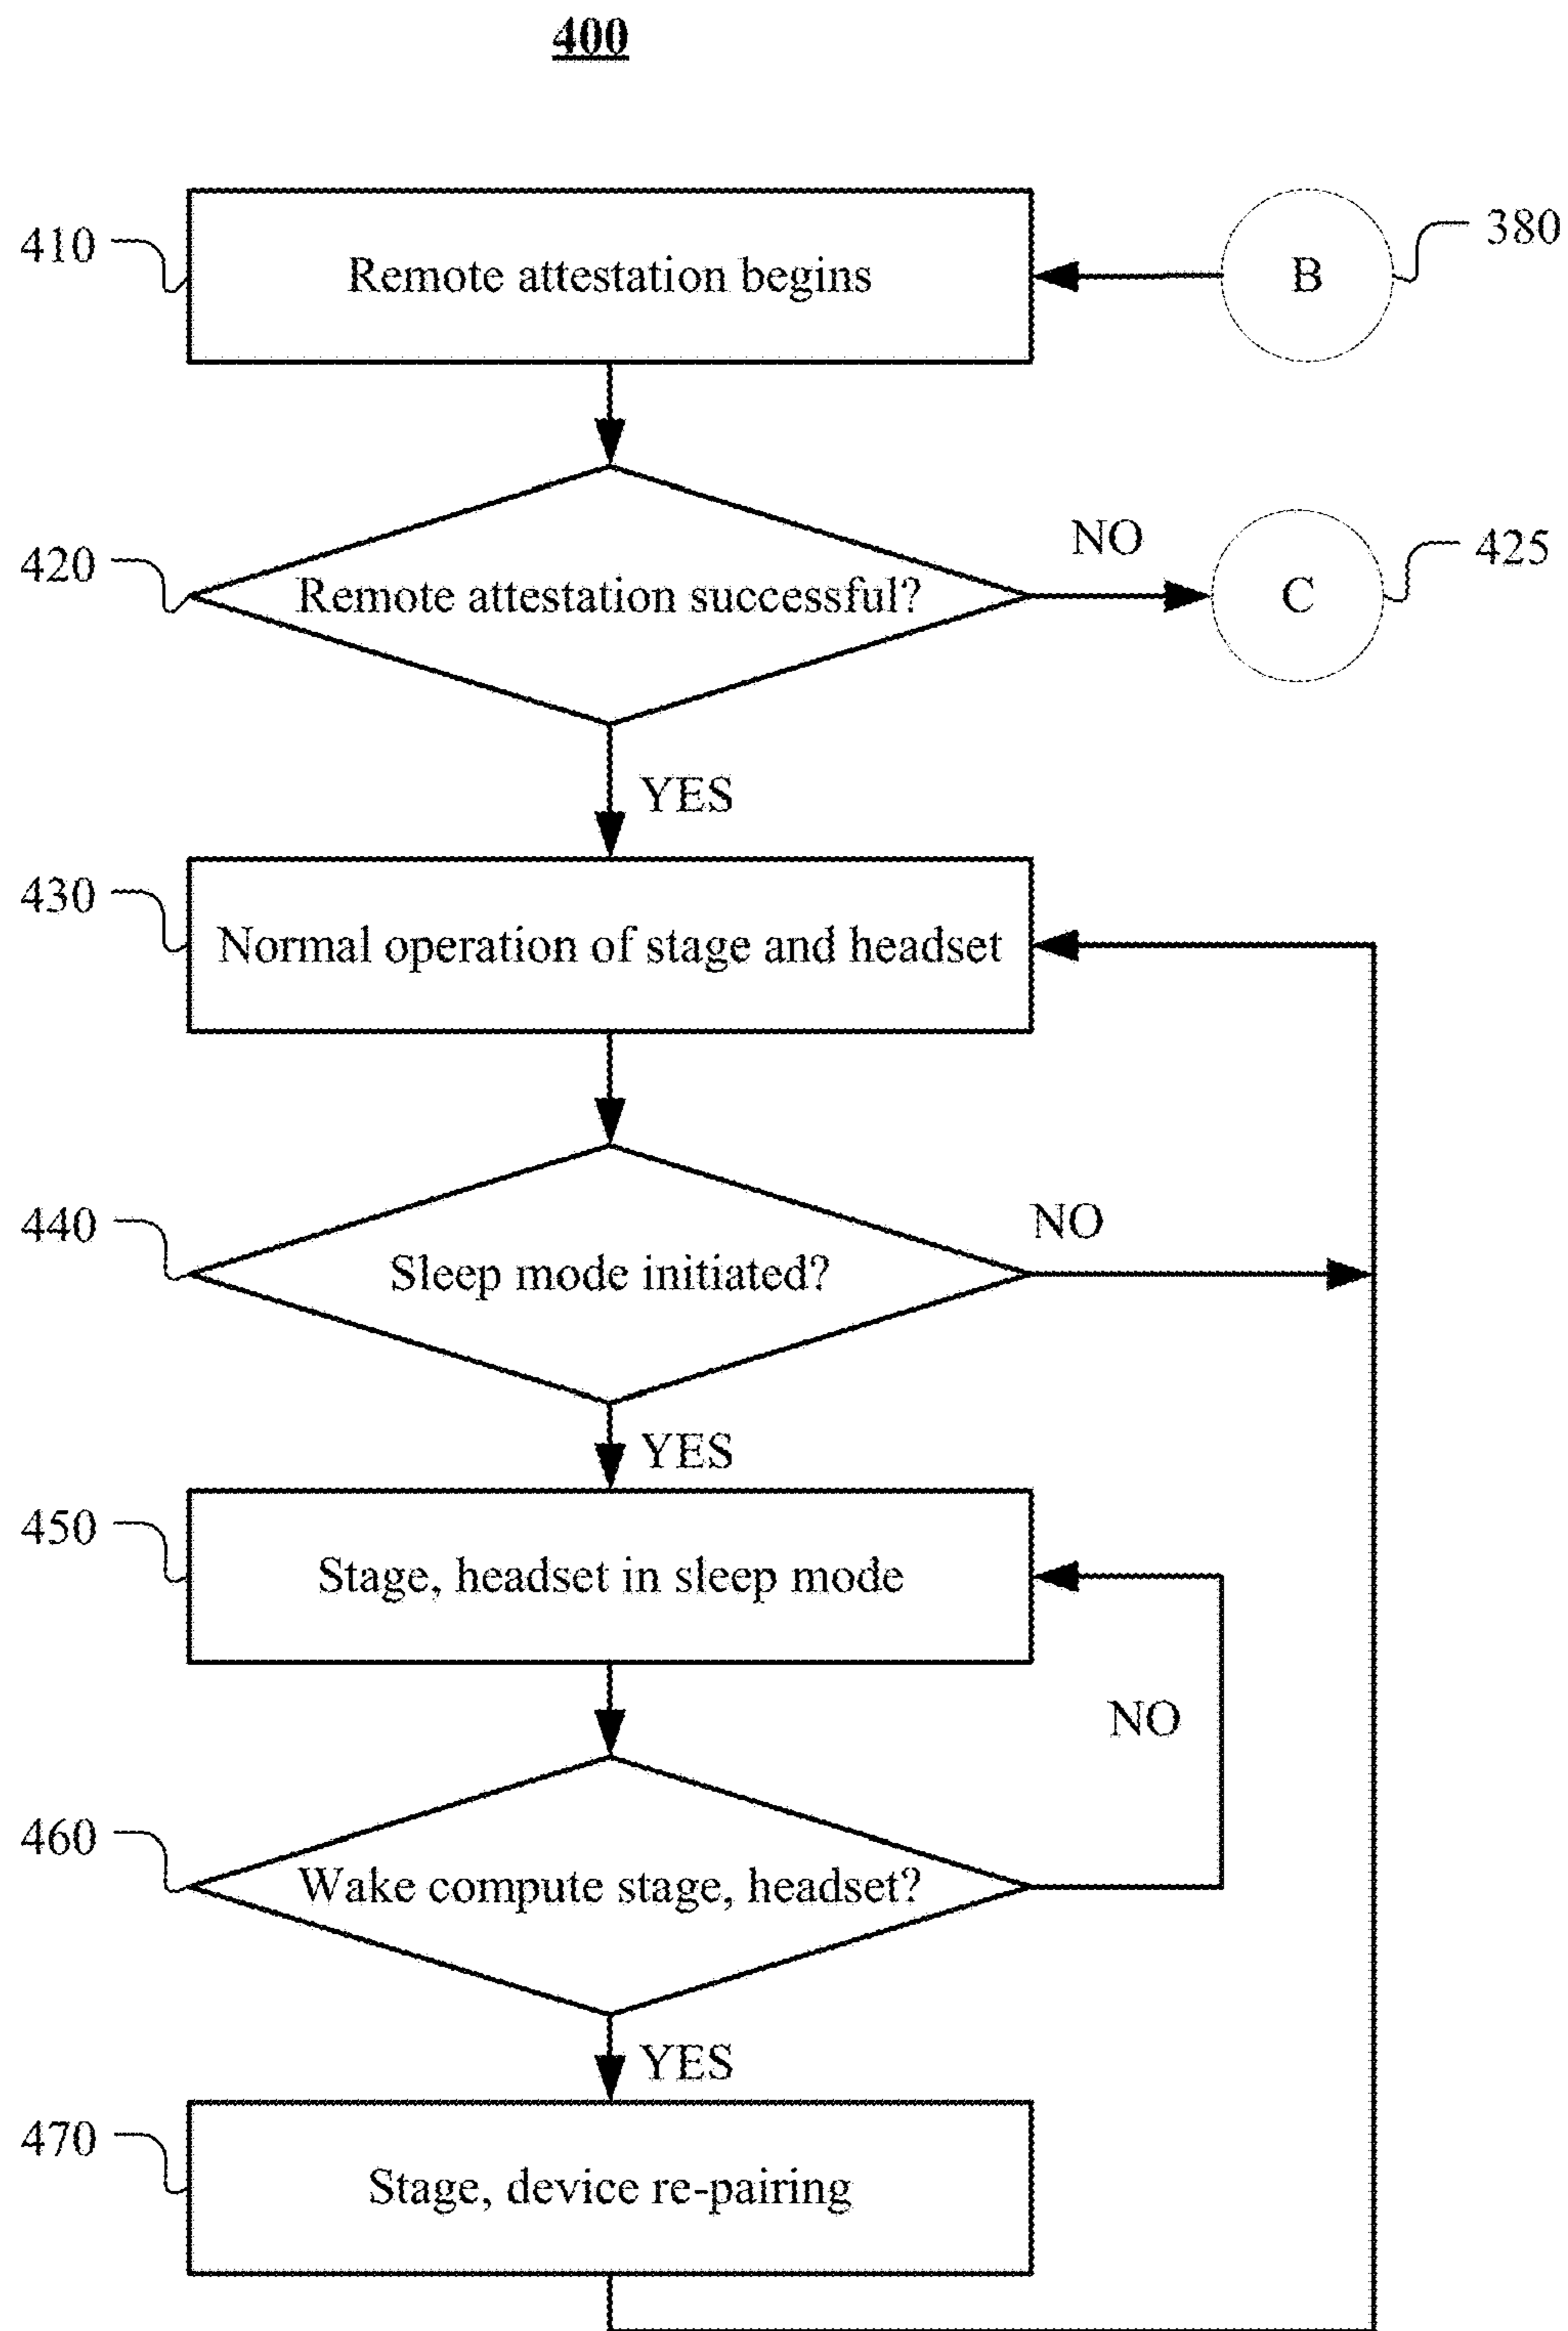 400
410
Remote attestation begins
B
380
420
Remote attestation successful?
NO
C
425
YES
430
Normal operation of stage and headset
440
Sleep mode initiated?
NO
YES
450
Stage, headset in sleep mode
NO
460
Wake compute stage, headset?
YES
470
Stage, device re-pairing